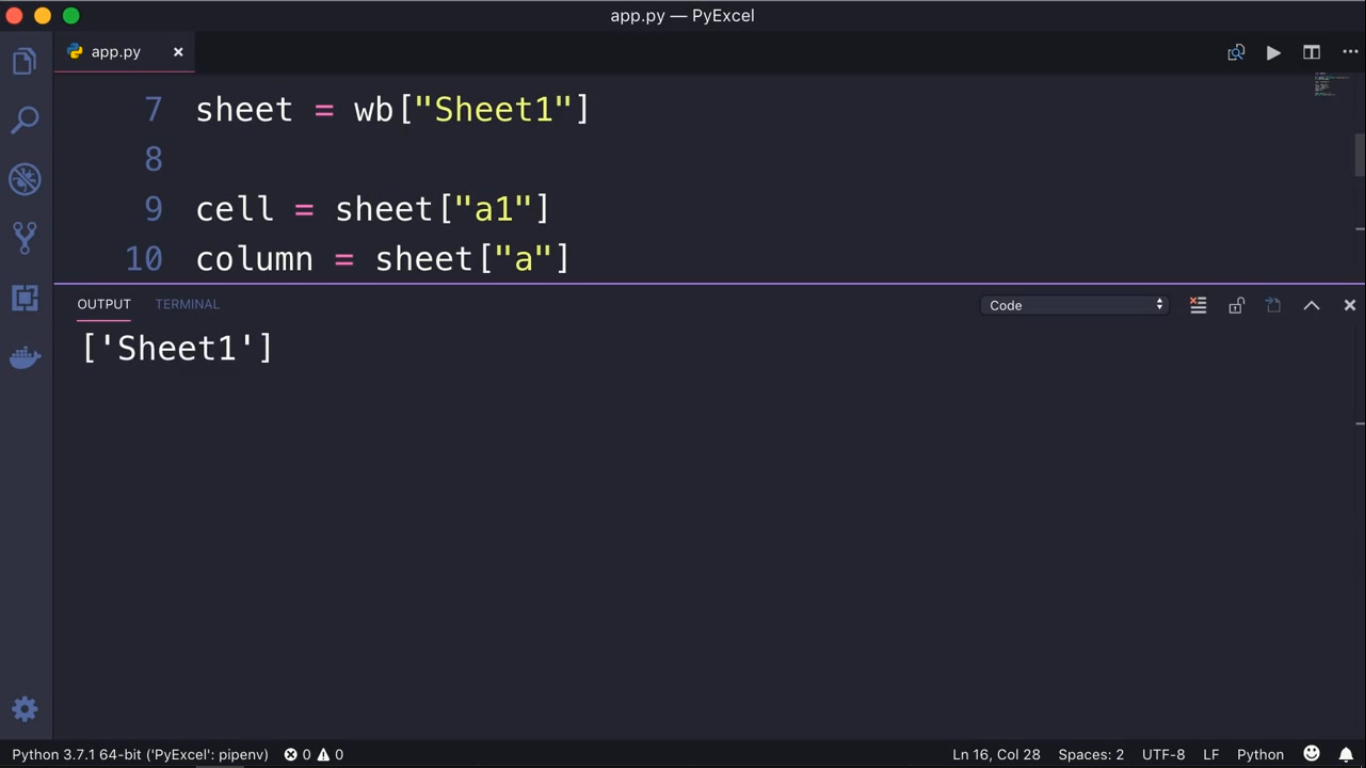 app.py — PyExcel
app.py
7 sheet = wb["Sheet1"]
8
9 cell = sheet["a1"]
10 column = sheet["a"]
OUTPUT TERMINAL Code
['Sheet1']
Python 3.7.1 64-bit ('PyExcel': pipenv) 0 0 Ln 16, Col 28 Spaces: 2 UTF-8 LF Python